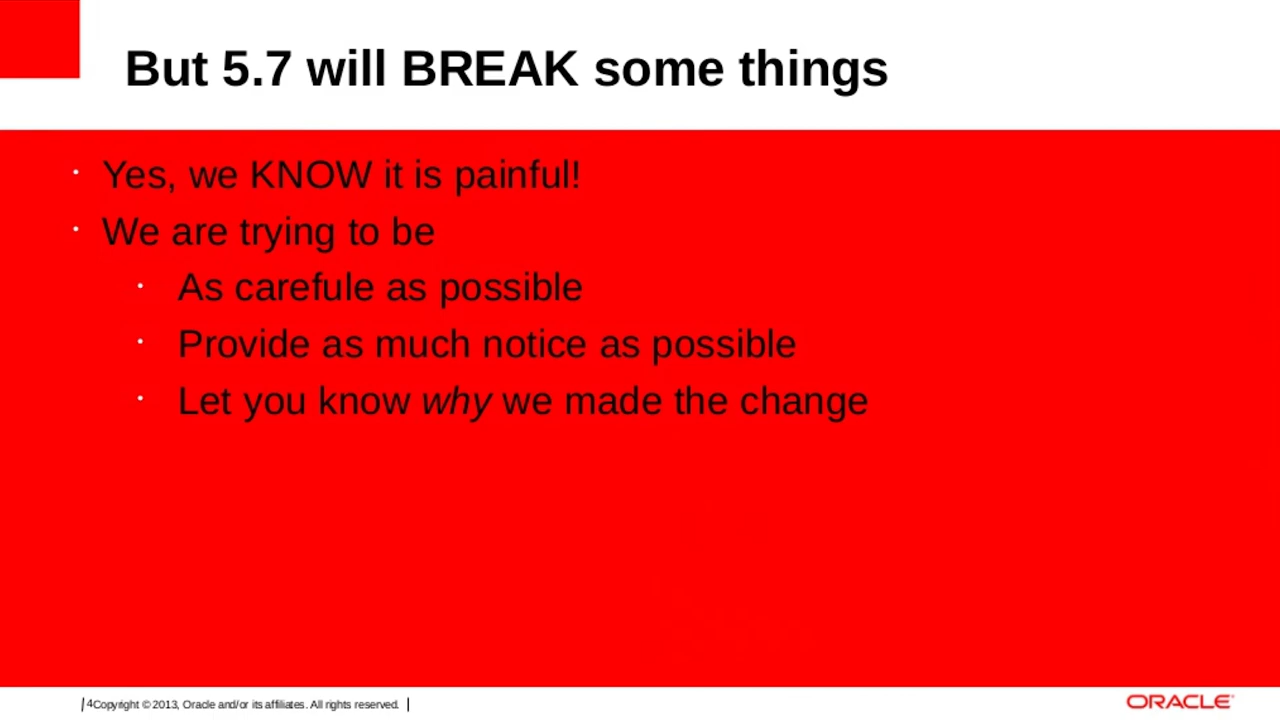 But 5.7 will BREAK some things
· Yes, we KNOW it is painful!
· We are trying to be
· As carefule as possible
· Provide as much notice as possible
· Let you know why we made the change
4 Copyright © 2013, Oracle and/or its affiliates. All rights reserved.
ORACLE®